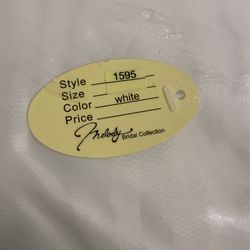 Style 1595
Size
Color white
Price
Melody Bridal Collection